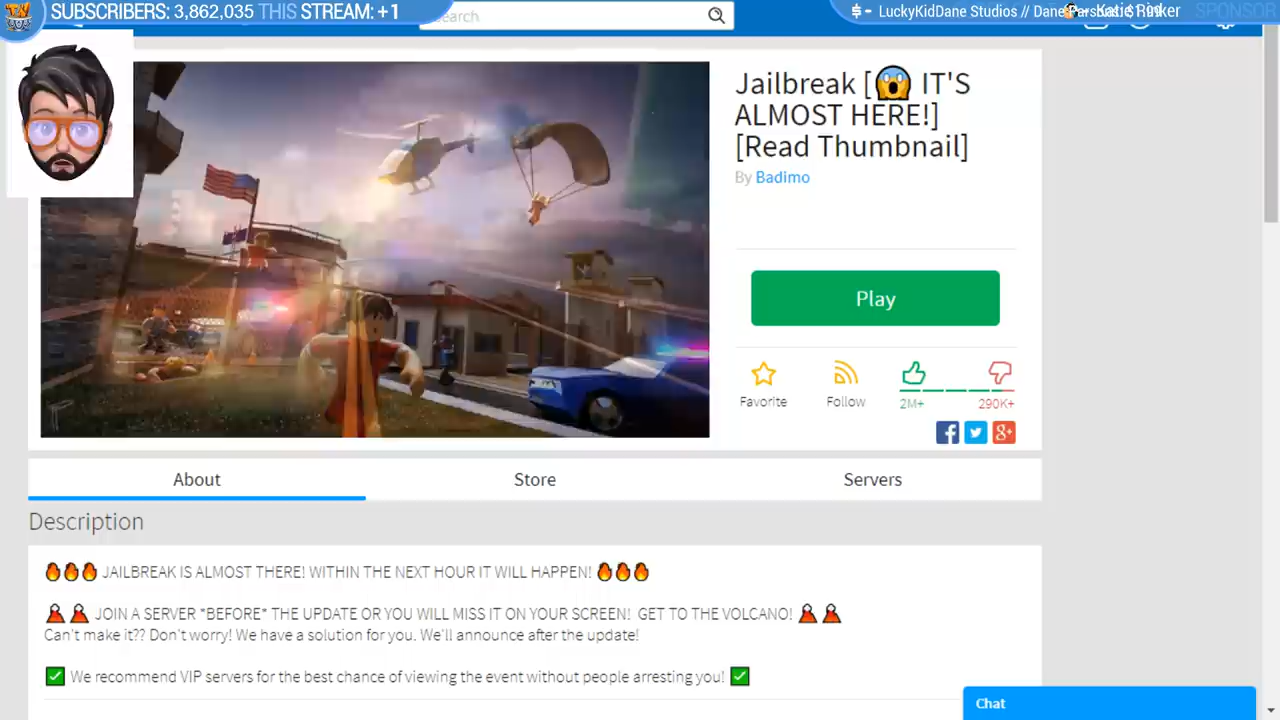 SUBSCRIBERS: 3,862,035 THIS STREAM: +1
earch
LuckyKidDane Studios // Dane
Katie Rinker
SPONSOR
Jailbreak [😱 IT'S
ALMOST HERE!]
[Read Thumbnail]
By Badimo
Play
Favorite
Follow
2M+
290K+
About
Store
Servers
Description
🔥🔥🔥 JAILBREAK IS ALMOST THERE! WITHIN THE NEXT HOUR IT WILL HAPPEN! 🔥🔥🔥
🌋🌋 JOIN A SERVER *BEFORE* THE UPDATE OR YOU WILL MISS IT ON YOUR SCREEN! GET TO THE VOLCANO! 🌋🌋
Can't make it?? Don't worry! We have a solution for you. We'll announce after the update!
✅ We recommend VIP servers for the best chance of viewing the event without people arresting you! ✅
Chat